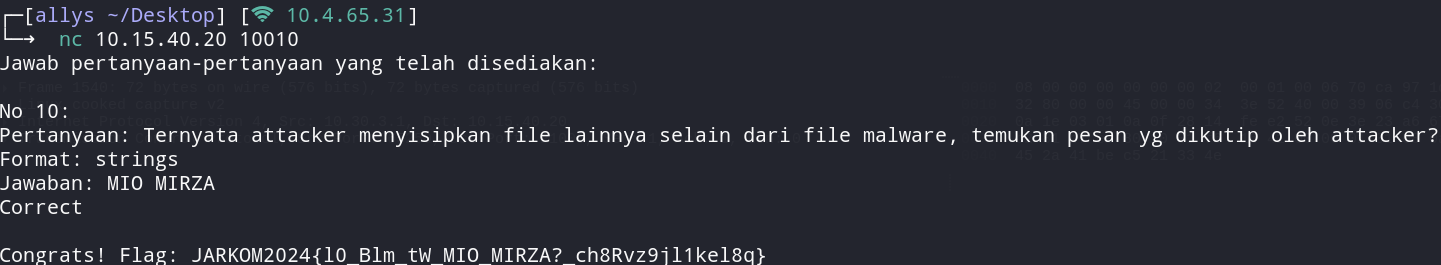 [allys ~/Desktop] [ 10.4.65.31]
nc 10.15.40.20 10010
Jawab pertanyaan-pertanyaan yang telah disediakan:
No 10:
Pertanyaan: Ternyata attacker menyisipkan file lainnya selain dari file malware, temukan pesan yg dikutip oleh attacker?
Format: strings
Jawaban: MIO MIRZA
Correct
Congrats! Flag: JARKOM2024{l0_Blm_tW_MIO_MIRZA?_ch8Rvz9jl1kel8q}